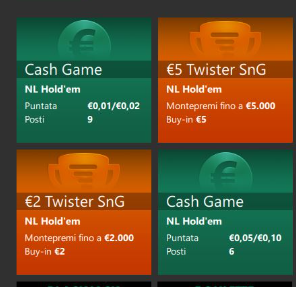 Cash Game
NL Hold'em
Puntata €0,01/€0,02
Posti 9
€5 Twister SnG
NL Hold'em
Montepremi fino a €5.000
Buy-in €5
€2 Twister SnG
NL Hold'em
Montepremi fino a €2.000
Buy-in €2
Cash Game
NL Hold'em
Puntata €0,05/€0,10
Posti 6